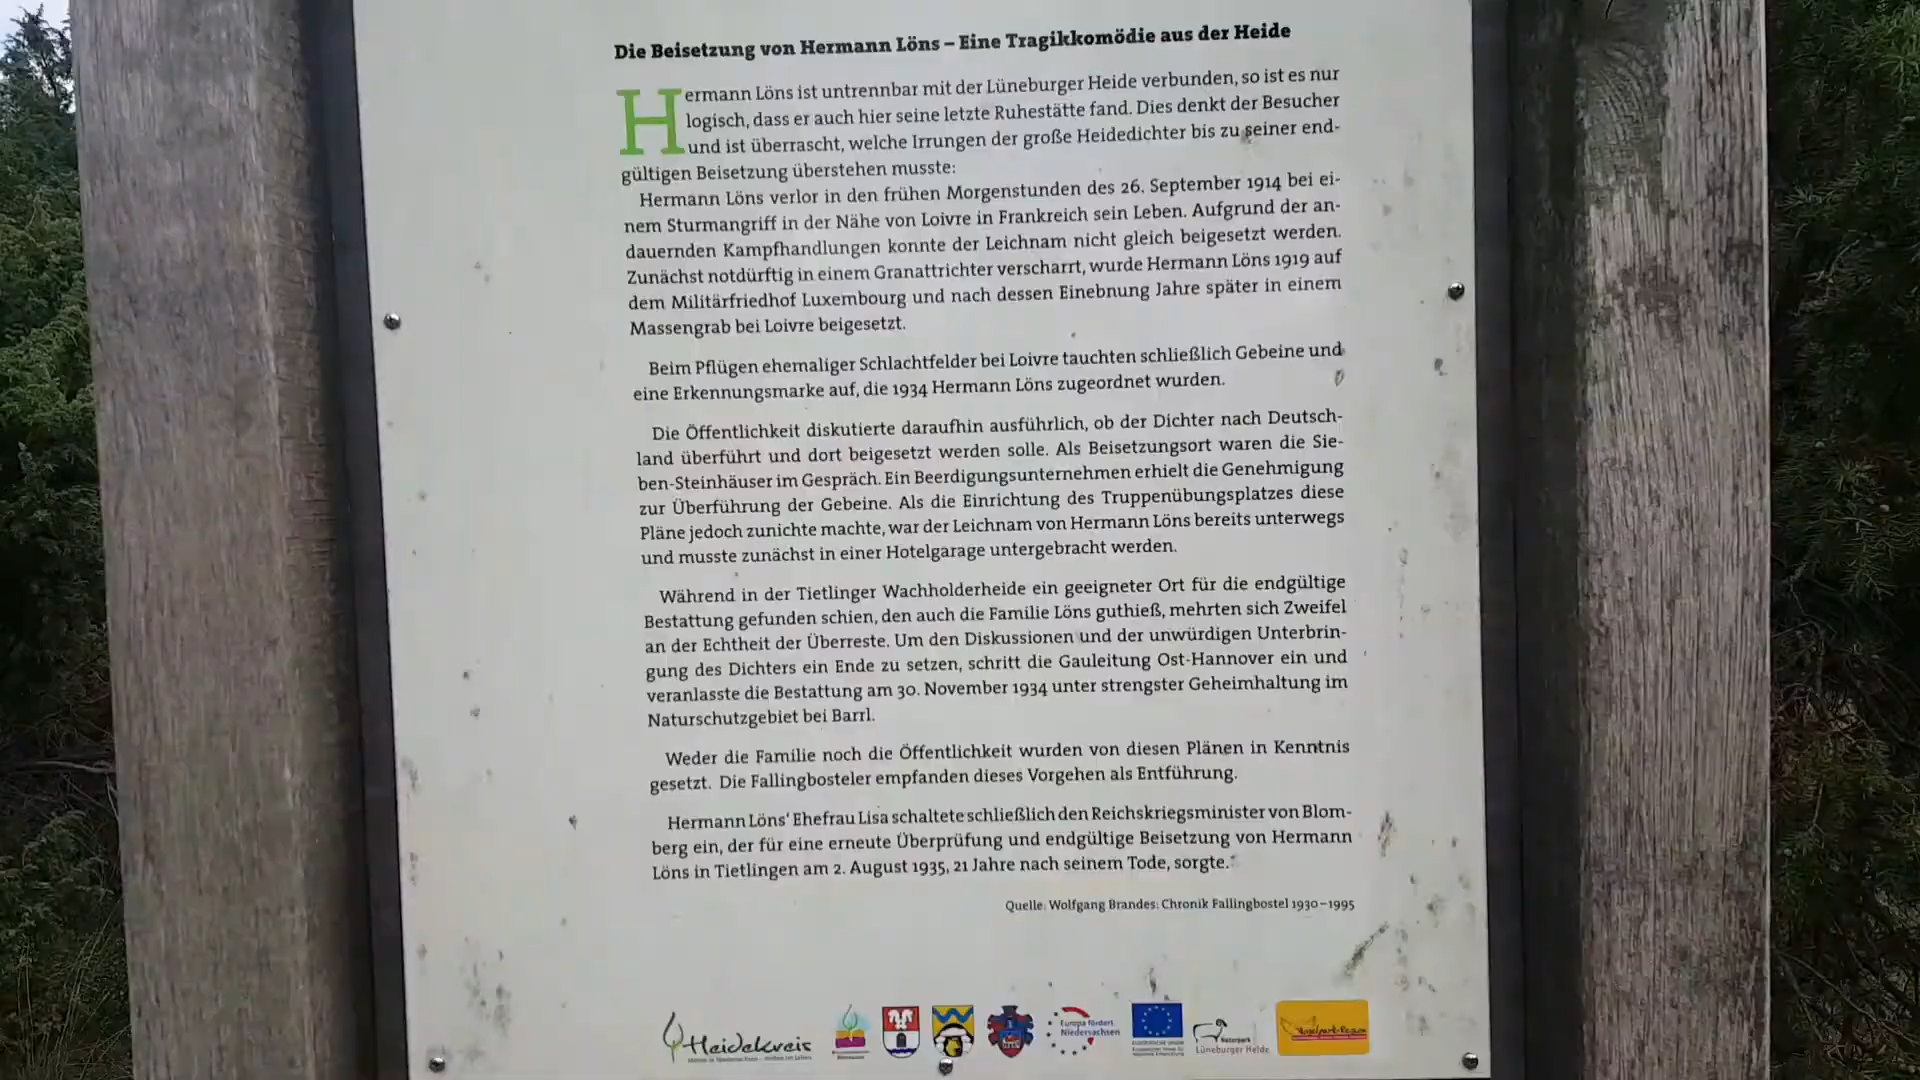 Die Beisetzung von Hermann Löns – Eine Tragikkomödie aus der Heide
Hermann Löns ist untrennbar mit der Lüneburger Heide verbunden, so ist es nur
logisch, dass er auch hier seine letzte Ruhestätte fand. Dies denkt der Besucher
und ist überrascht, welche Irrungen der große Heidedichter bis zu seiner end-
gültigen Beisetzung überstehen musste:
Hermann Löns verlor in den frühen Morgenstunden des 26. September 1914 bei ei-
nem Sturmangriff in der Nähe von Loivre in Frankreich sein Leben. Aufgrund der an-
dauernden Kampfhandlungen konnte der Leichnam nicht gleich beigesetzt werden.
Zunächst notdürftig in einem Granattrichter verscharrt, wurde Hermann Löns 1919 auf
dem Militärfriedhof Luxembourg und nach dessen Einebnung Jahre später in einem
Massengrab bei Loivre beigesetzt.
Beim Pflügen ehemaliger Schlachtfelder bei Loivre tauchten schließlich Gebeine und
eine Erkennungsmarke auf, die 1934 Hermann Löns zugeordnet wurden.
Die Öffentlichkeit diskutierte daraufhin ausführlich, ob der Dichter nach Deutsch-
land überführt und dort beigesetzt werden solle. Als Beisetzungsort waren die Sie-
ben-Steinhäuser im Gespräch. Ein Beerdigungsunternehmen erhielt die Genehmigung
zur Überführung der Gebeine. Als die Einrichtung des Truppenübungsplatzes diese
Pläne jedoch zunichte machte, war der Leichnam von Hermann Löns bereits unterwegs
und musste zunächst in einer Hotelgarage untergebracht werden.
Während in der Tietlinger Wachholderheide ein geeigneter Ort für die endgültige
Bestattung gefunden schien, den auch die Familie Löns guthieß, mehrten sich Zweifel
an der Echtheit der Überreste. Um den Diskussionen und der unwürdigen Unterbrin-
gung des Dichters ein Ende zu setzen, schritt die Gauleitung Ost-Hannover ein und
veranlasste die Bestattung am 30. November 1934 unter strengster Geheimhaltung im
Naturschutzgebiet bei Barrl.
Weder die Familie noch die Öffentlichkeit wurden von diesen Plänen in Kenntnis
gesetzt. Die Fallingbosteler empfanden dieses Vorgehen als Entführung.
Hermann Löns' Ehefrau Lisa schaltete schließlich den Reichskriegsminister von Blom-
berg ein, der für eine erneute Überprüfung und endgültige Beisetzung von Hermann
Löns in Tietlingen am 2. August 1935, 21 Jahre nach seinem Tode, sorgte."
Quelle: Wolfgang Brandes: Chronik Fallingbostel 1930–1995
Heidekreis
Europa fördert
Niedersachsen
Naturpark
Lüneburger Heide
Vogelpark-Region